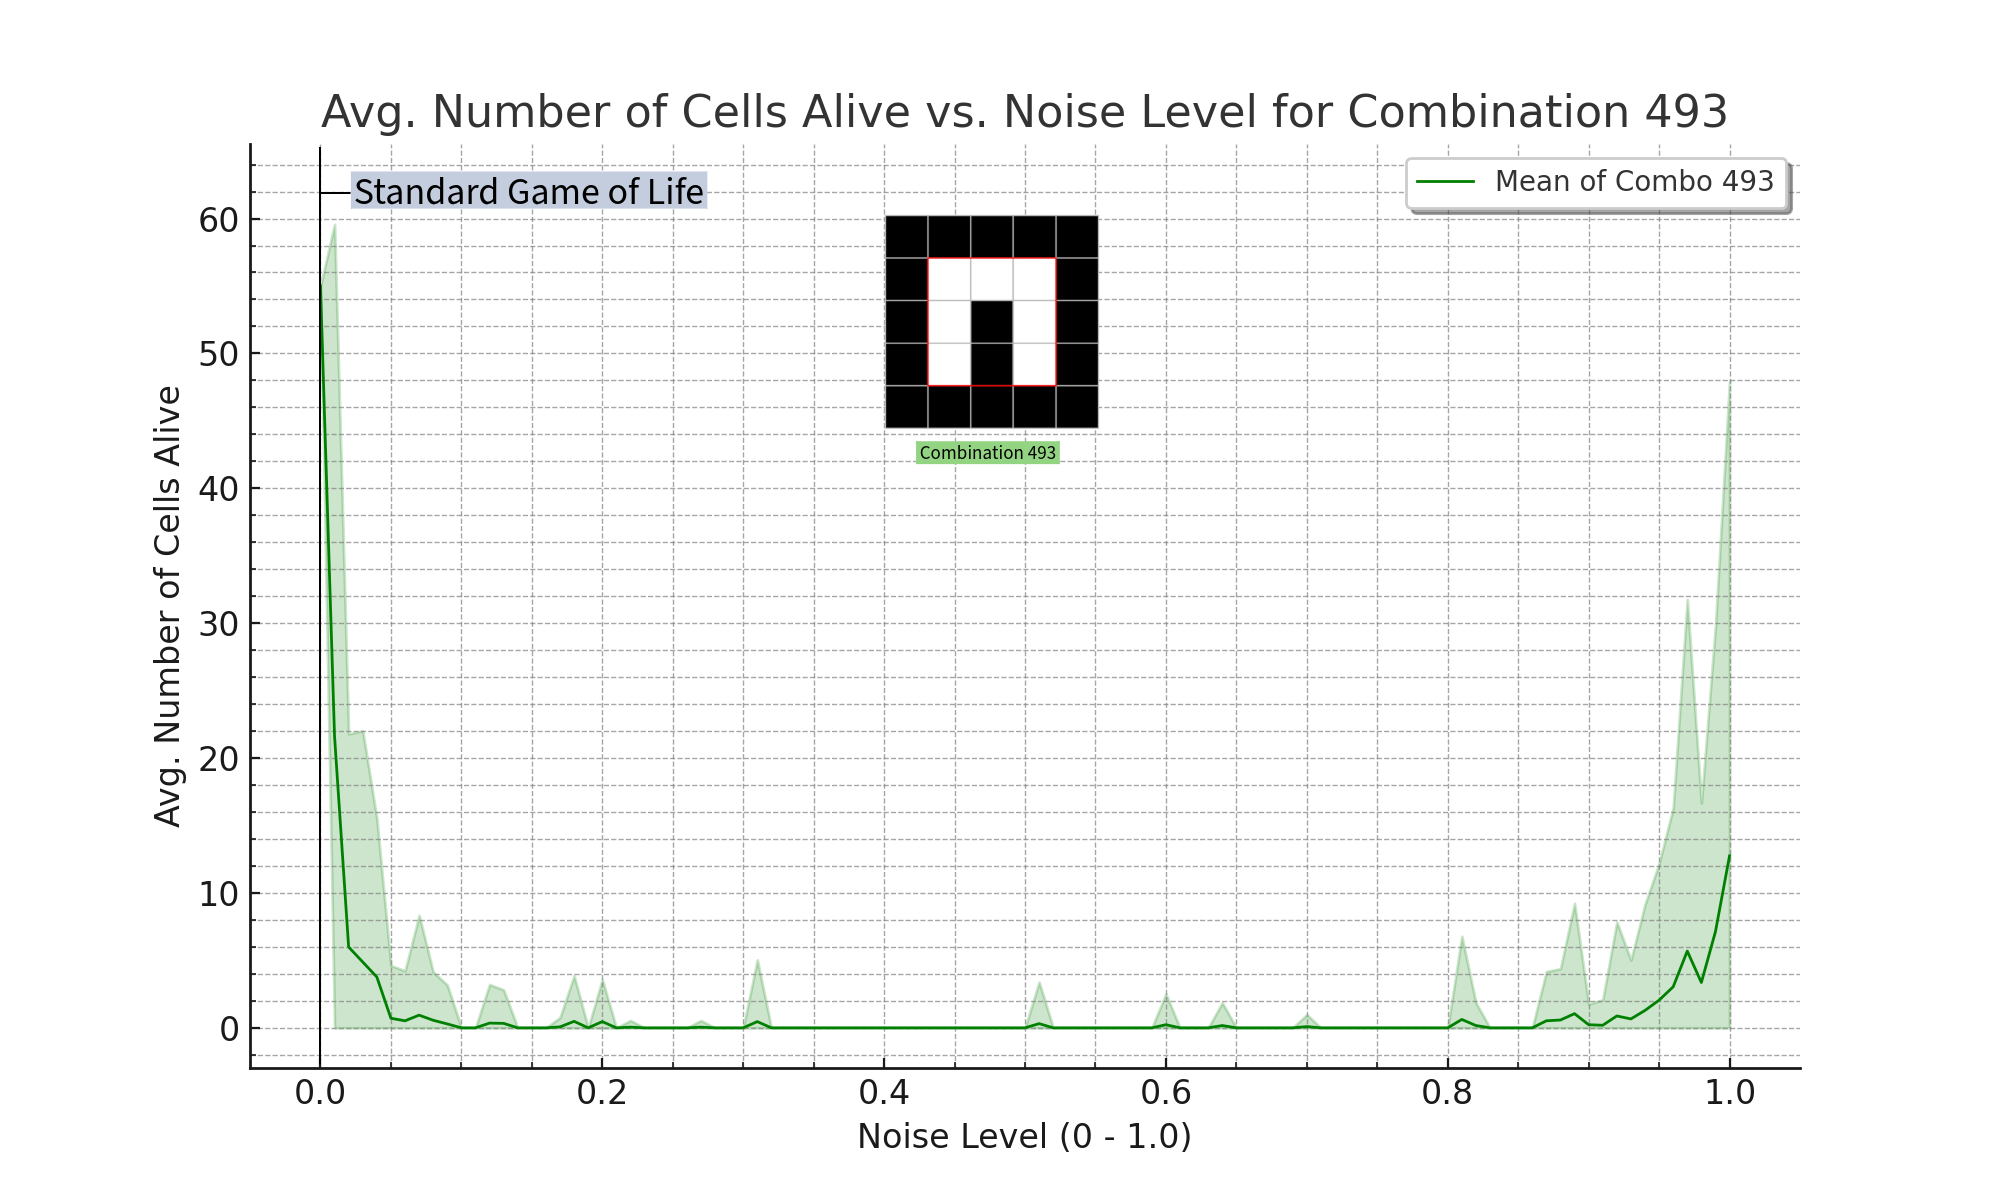 Avg. Number of Cells Alive vs. Noise Level for Combination 493
Standard Game of Life
Mean of Combo 493
Combination 493
Avg. Number of Cells Alive
60
50
40
30
20
10
0
0.0 0.2 0.4 0.6 0.8 1.0
Noise Level (0 - 1.0)